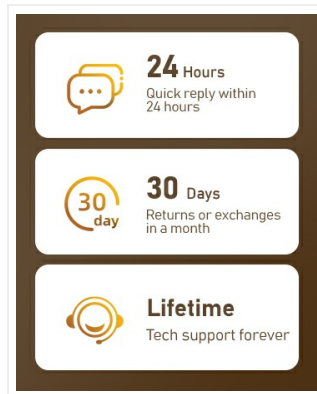 24 Hours
Quick reply within
24 hours
30
day
30 Days
Returns or exchanges
in a month
Lifetime
Tech support forever